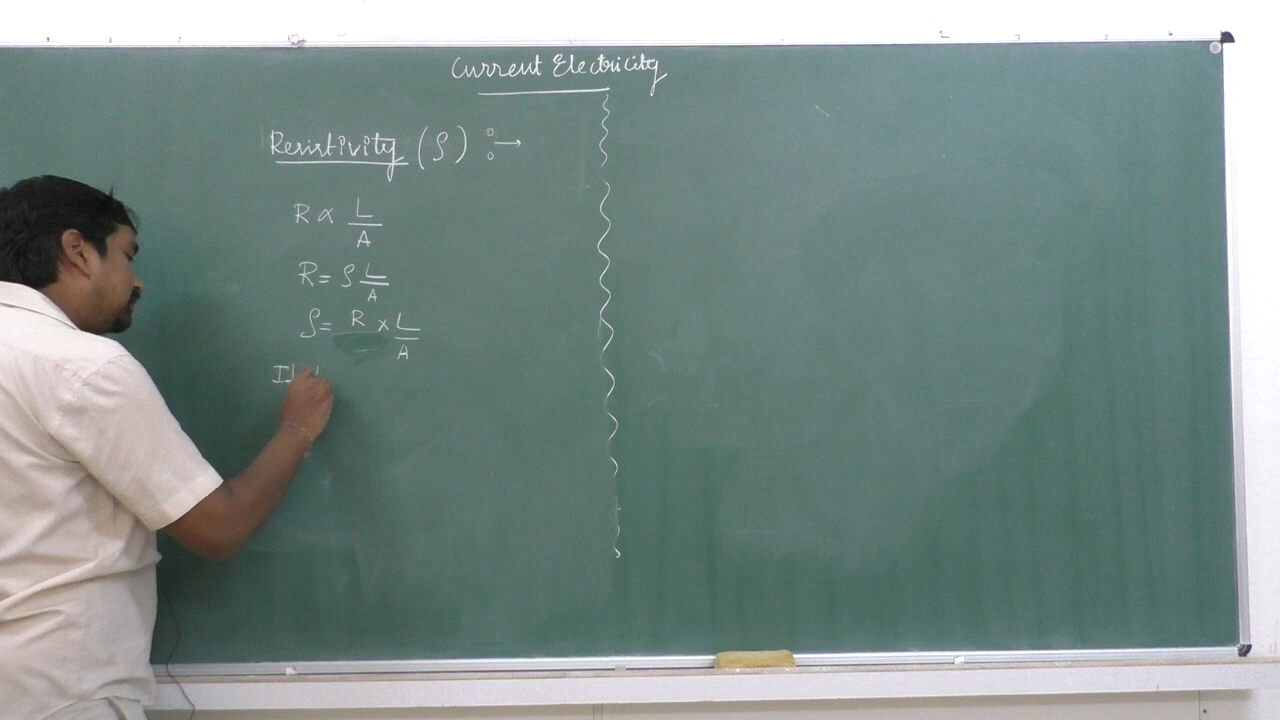 Current Electricity
Resistivity (ρ) :→
R ∝ L/A
R = ρ L/A
ρ = R × L/A